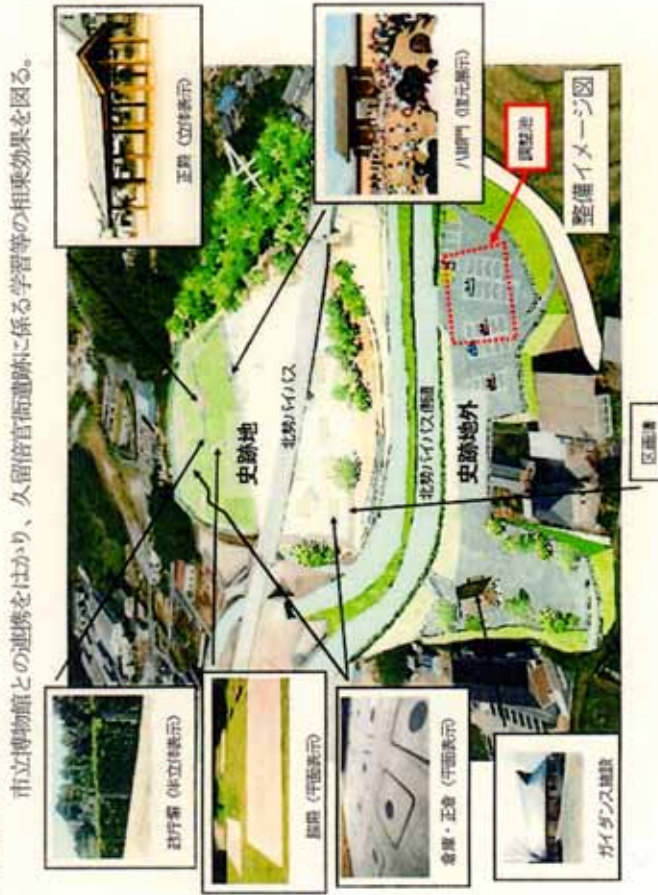 市立博物館との連携をはかり、久留倍官衙遺跡に係る学習等の相乗効果を図る。
正殿（立体表示）
八脚門（復元展示）
政庁塀（半立体表示）
脇殿（平面表示）
倉庫・正倉（平面表示）
ガイダンス施設
史跡地
北勢バイパス
北勢バイパス側道
史跡地外
調整池
区画溝
整備イメージ図